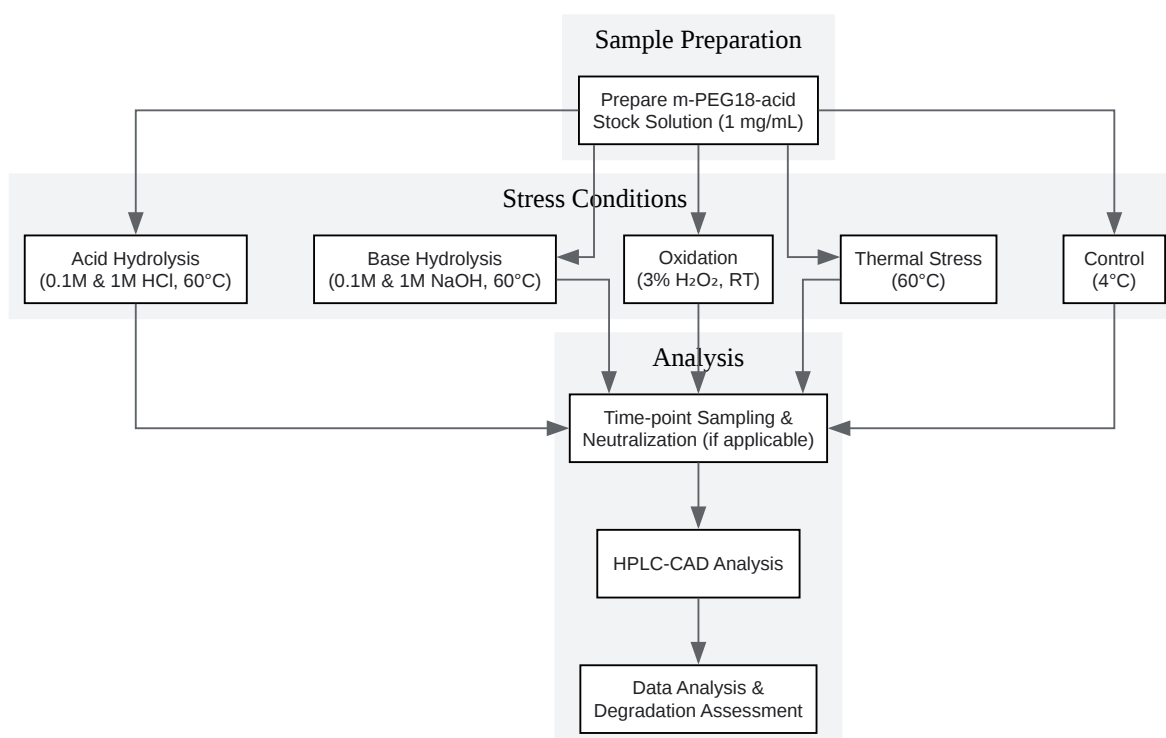 Sample Preparation
Prepare m-PEG18-acid
Stock Solution (1 mg/mL)
Stress Conditions
Acid Hydrolysis
(0.1M & 1M HCl, 60°C)
Base Hydrolysis
(0.1M & 1M NaOH, 60°C)
Oxidation
(3% H₂O₂, RT)
Thermal Stress
(60°C)
Control
(4°C)
Analysis
Time-point Sampling &
Neutralization (if applicable)
HPLC-CAD Analysis
Data Analysis &
Degradation Assessment